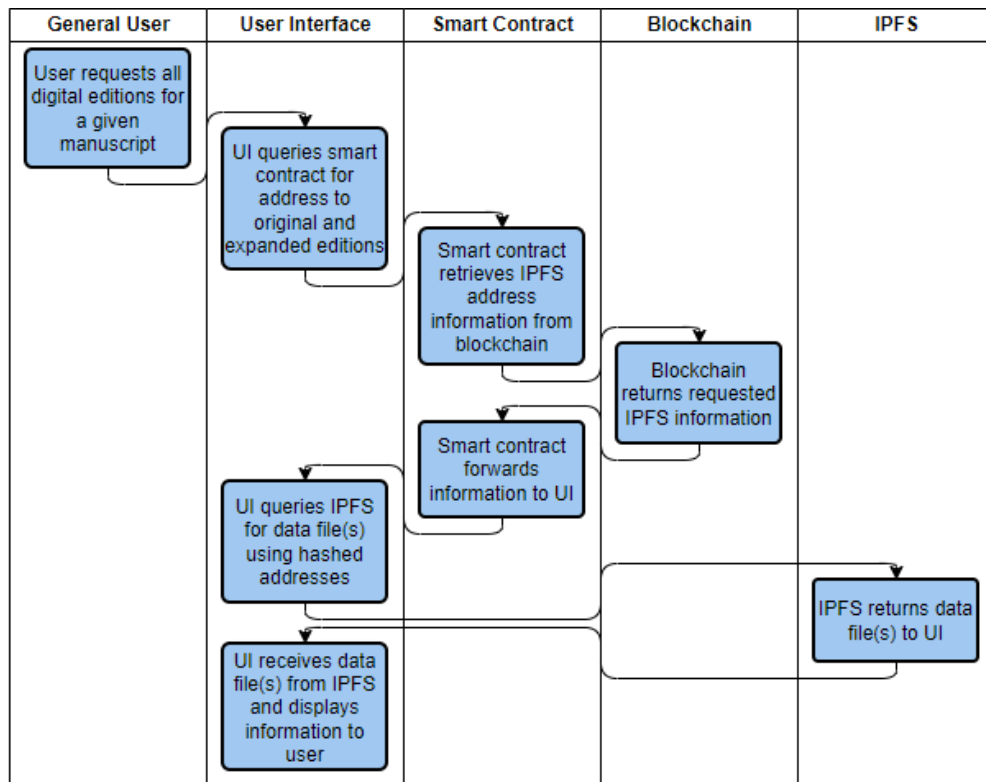 General User
User Interface
Smart Contract
Blockchain
IPFS
User requests all
digital editions for
a given
manuscript
UI queries smart
contract for
address to
original and
expanded editions
Smart contract
retrieves IPFS
address
information from
blockchain
Blockchain
returns requested
IPFS information
Smart contract
forwards
information to UI
UI queries IPFS
for data file(s)
using hashed
addresses
IPFS returns data
file(s) to UI
UI receives data
file(s) from IPFS
and displays
information to
user